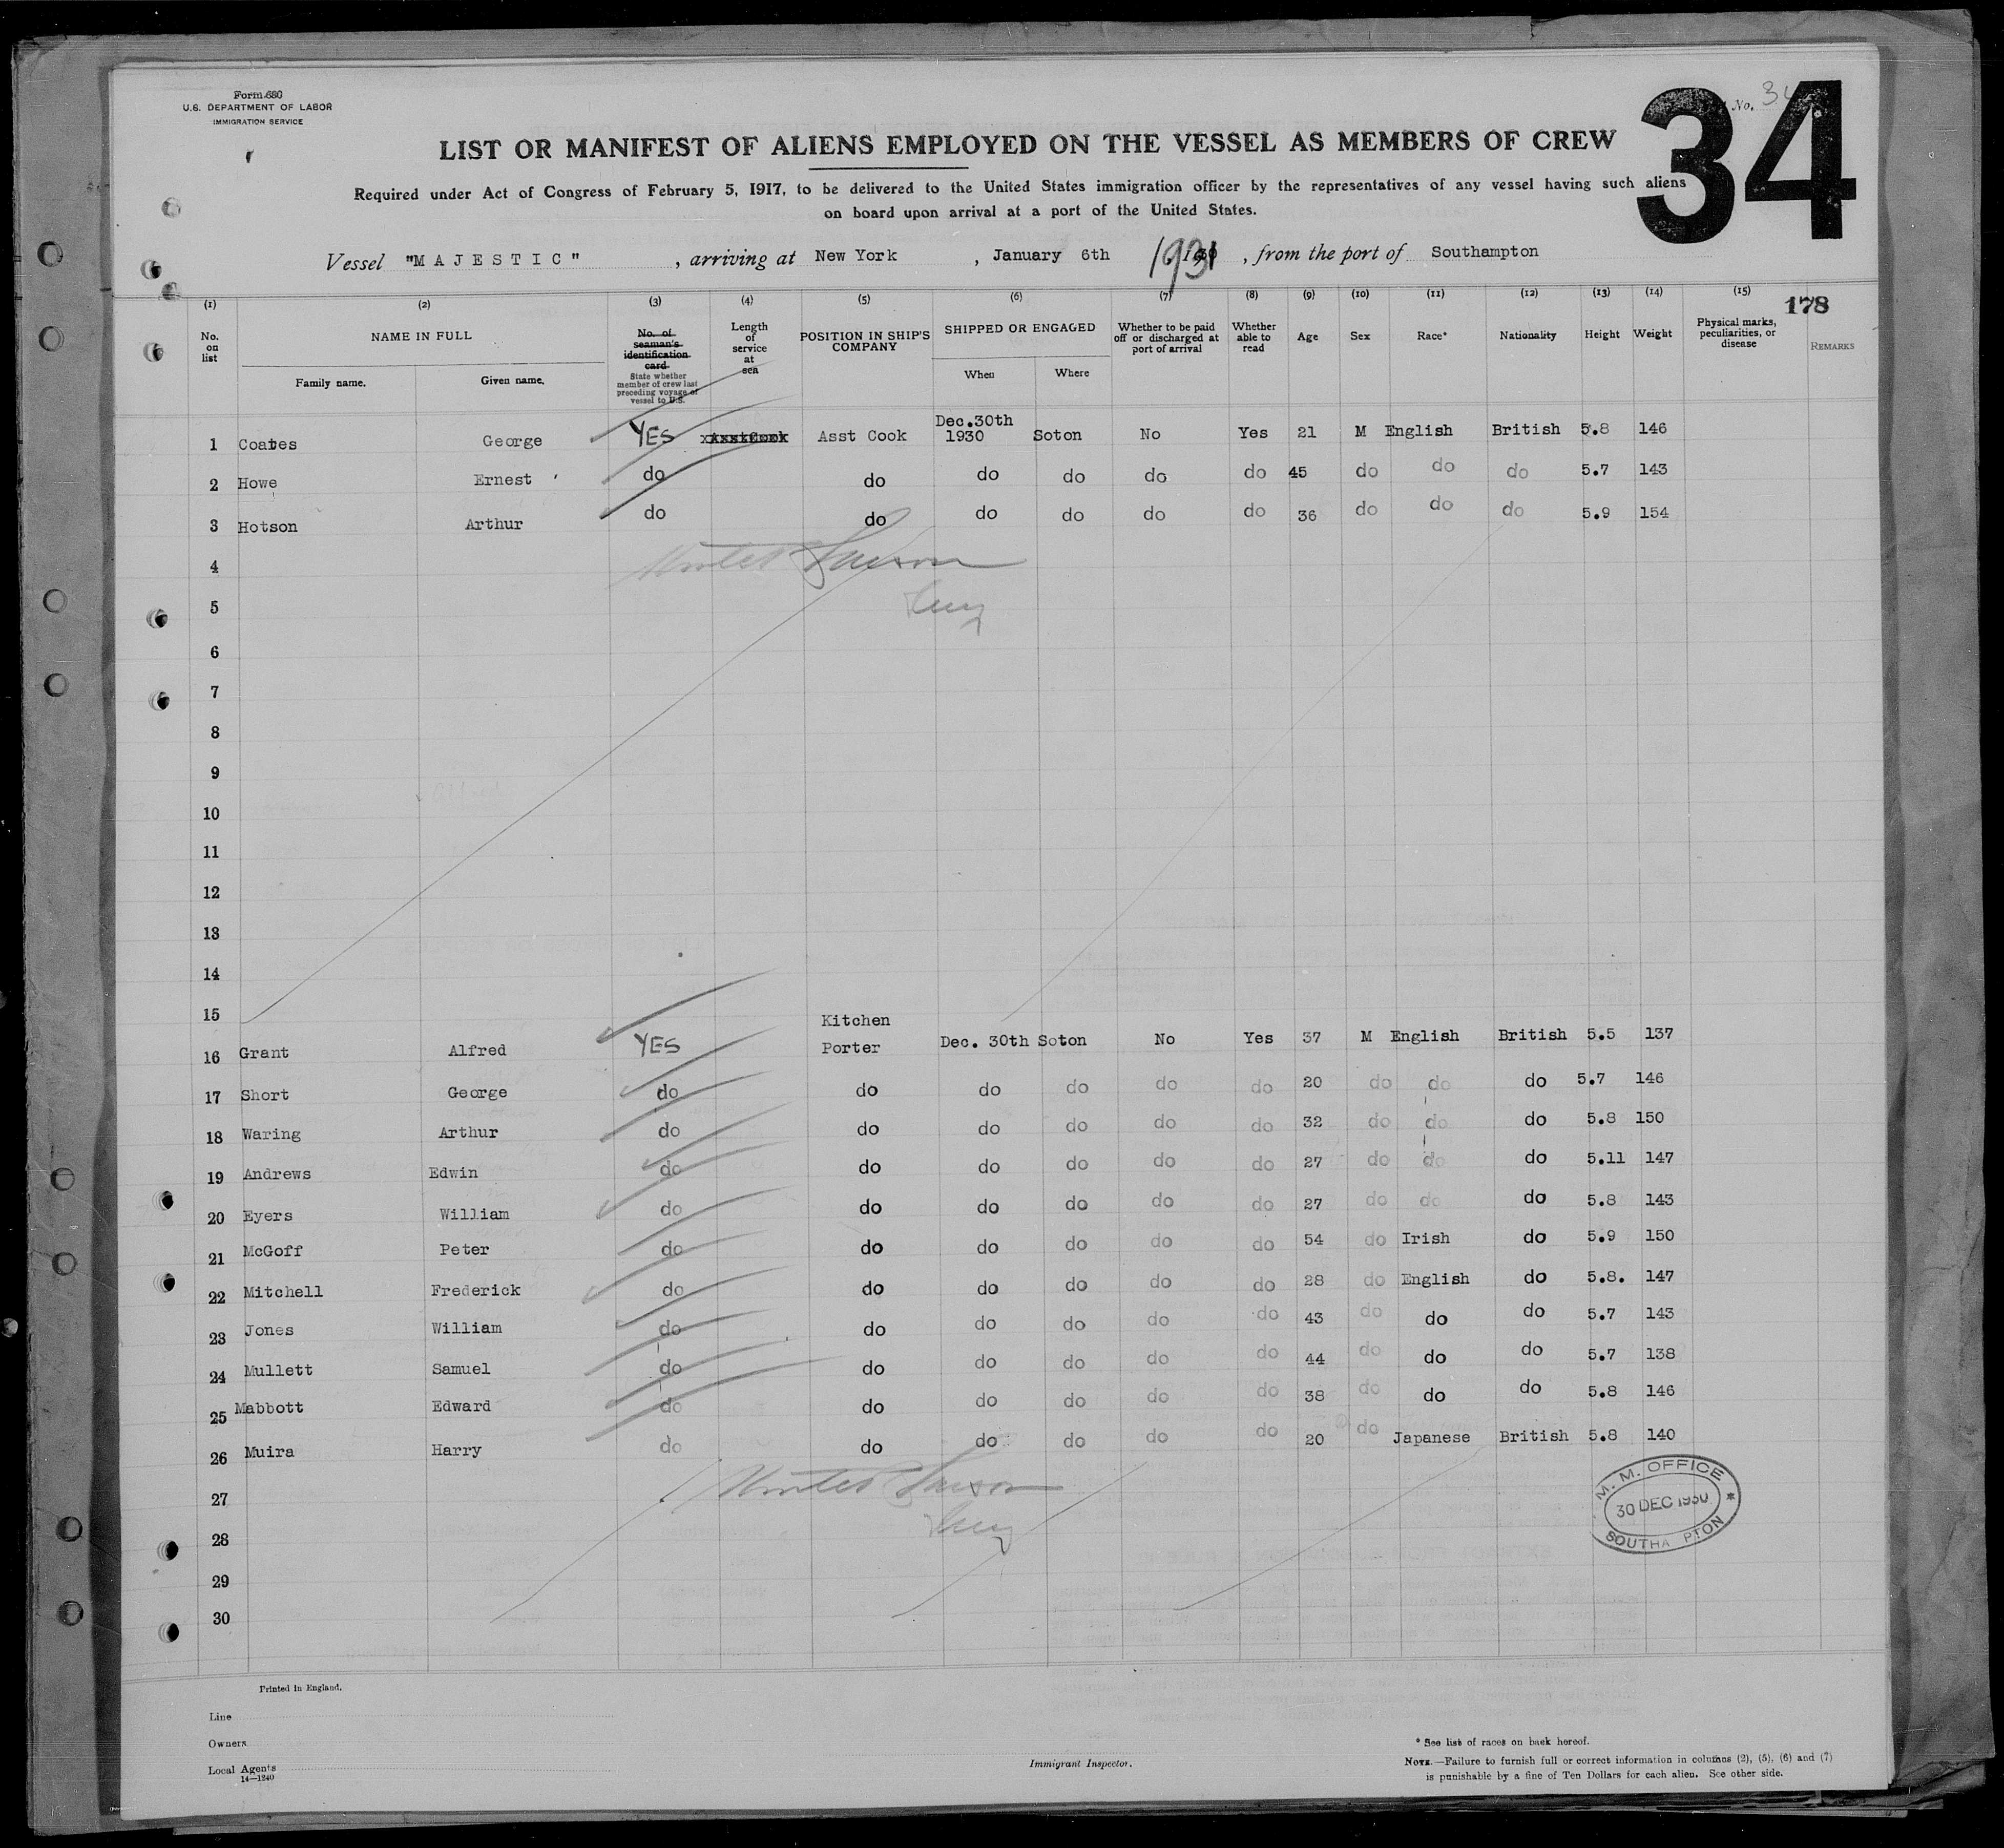 Form 680
U.S. DEPARTMENT OF LABOR
IMMIGRATION SERVICE
No. 34
34
LIST OR MANIFEST OF ALIENS EMPLOYED ON THE VESSEL AS MEMBERS OF CREW
Required under Act of Congress of February 5, 1917, to be delivered to the United States immigration officer by the representatives of any vessel having such aliens
on board upon arrival at a port of the United States.
Vessel "MAJESTIC", arriving at New York, January 6th 1931, from the port of Southampton
178
(1) (2) (3) (4) (5) (6) (7) (8) (9) (10) (11) (12) (13) (14) (15)
No. on list NAME IN FULL Family name. Given name.
No. of seaman's identification card
State whether member of crew last preceding voyage of vessel to U.S.
Length of service at sea
POSITION IN SHIP'S COMPANY
SHIPPED OR ENGAGED When Where
Whether to be paid off or discharged at port of arrival
Whether able to read
Age Sex Race* Nationality Height Weight
Physical marks, peculiarities, or disease
REMARKS
1 Coates George YES Asst Cook Asst Cook Dec.30th 1930 Soton No Yes 21 M English British 5.8 146
2 Howe Ernest do do do do do do 45 do do do 5.7 143
3 Hotson Arthur do do do do do do 36 do do do 5.9 154
4
5
6
7
8
9
10
11
12
13
14
15
16 Grant Alfred YES Kitchen Porter Dec. 30th Soton No Yes 37 M English British 5.5 137
17 Short George do do do do do do 20 do do do 5.7 146
18 Waring Arthur do do do do do do 32 do do do 5.8 150
19 Andrews Edwin do do do do do do 27 do do do 5.11 147
20 Eyers William do do do do do do 27 do do do 5.8 143
21 McGoff Peter do do do do do do 54 do Irish do 5.9 150
22 Mitchell Frederick do do do do do do 28 do English do 5.8. 147
23 Jones William do do do do do do 43 do do do 5.7 143
24 Mullett Samuel do do do do do do 44 do do do 5.7 138
25 Mabbott Edward do do do do do do 38 do do do 5.8 146
26 Muira Harry do do do do do do 20 do Japanese British 5.8 140
27
28
29
30
M. M. OFFICE
30 DEC 1930
SOUTHA PTON
Printed in England.
Line
Owners
Local Agents
14—1240
Immigrant Inspector.
* See list of races on back hereof.
NOTE.—Failure to furnish full or correct information in columns (2), (5), (6) and (7)
is punishable by a fine of Ten Dollars for each alien. See other side.